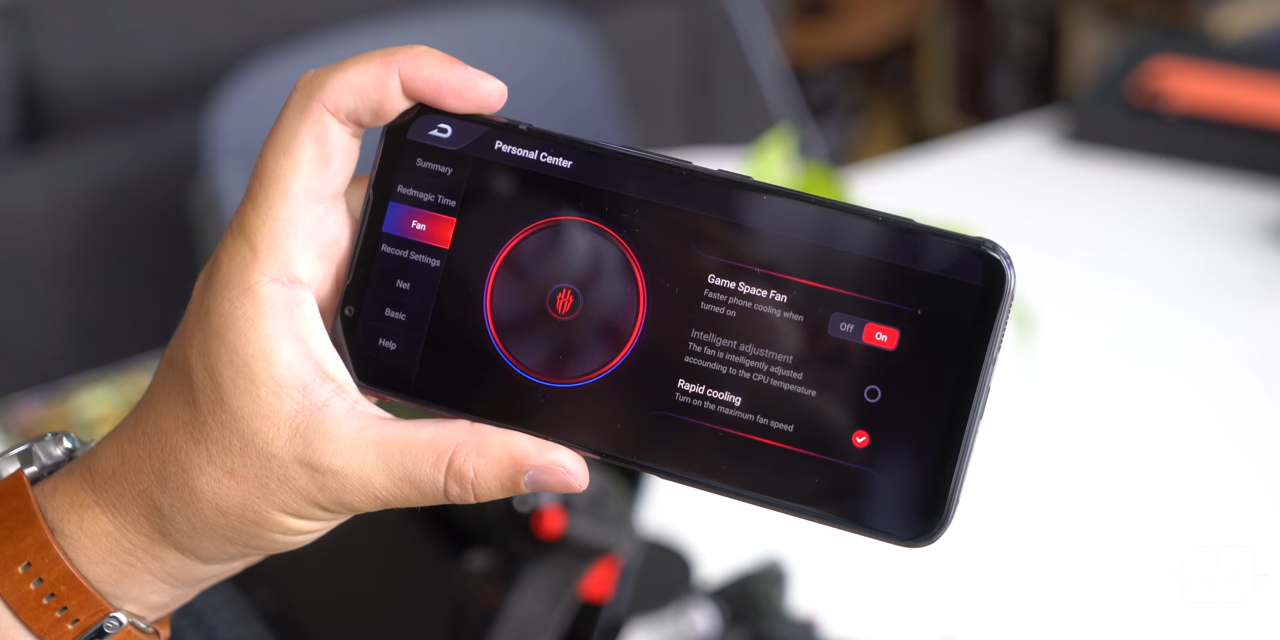 Personal Center
Summary
Redmagic Time
Fan
Record Settings
Net
Basic
Help
Game Space Fan
Faster phone cooling when
turned on
Off
On
Intelligent adjustment
The fan is intelligently adjusted
accounding to the CPU temperature
Rapid cooling
Turn on the maximum fan speed